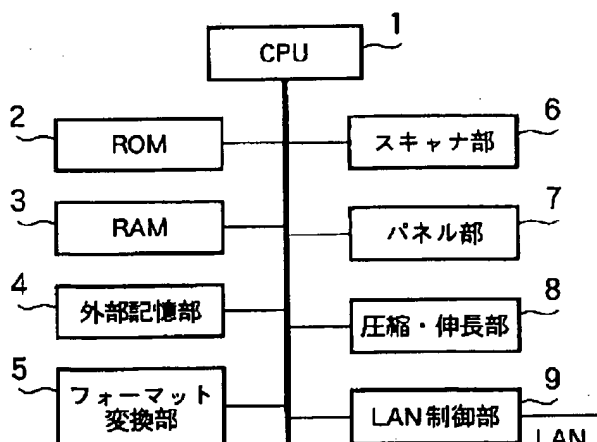 1
CPU
2
ROM
6
スキャナ部
3
RAM
7
パネル部
4
外部記憶部
8
圧縮・伸長部
5
フォーマット
変換部
9
LAN制御部
LAN